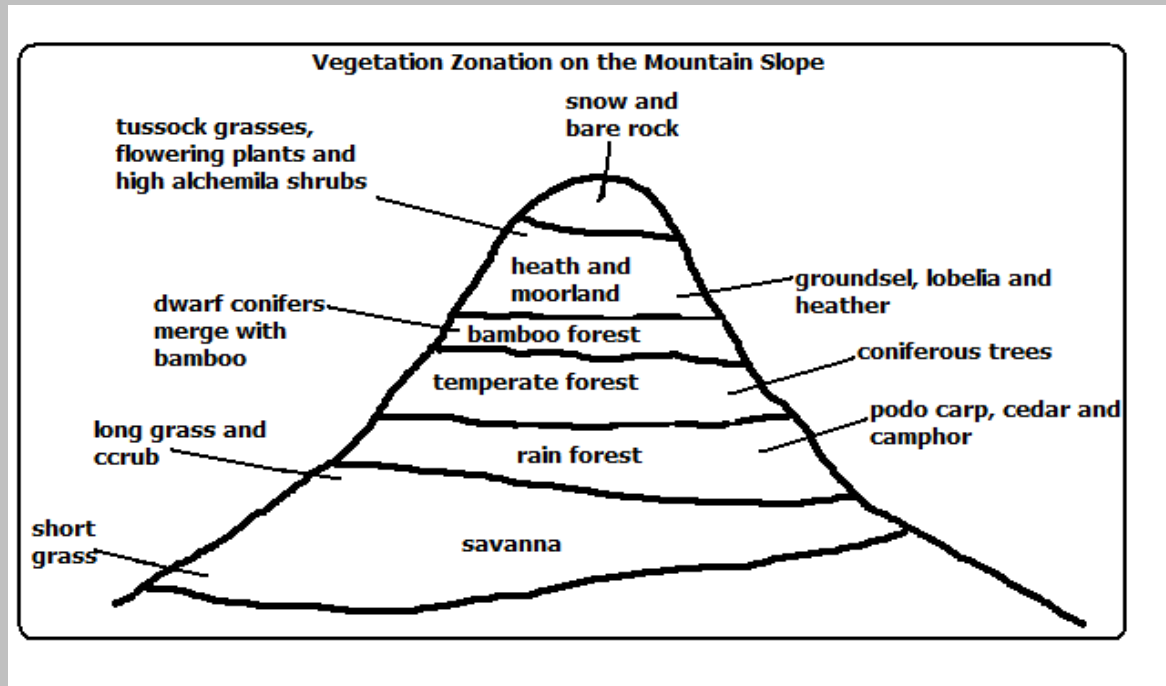 Vegetation Zonation on the Mountain Slope
snow and
bare rock
tussock grasses,
flowering plants and
high alchemila shrubs
heath and
moorland
groundsel, lobelia and
heather
dwarf conifers
merge with
bamboo
bamboo forest
coniferous trees
temperate forest
podo carp, cedar and
camphor
long grass and
ccrub
rain forest
short
grass
savanna